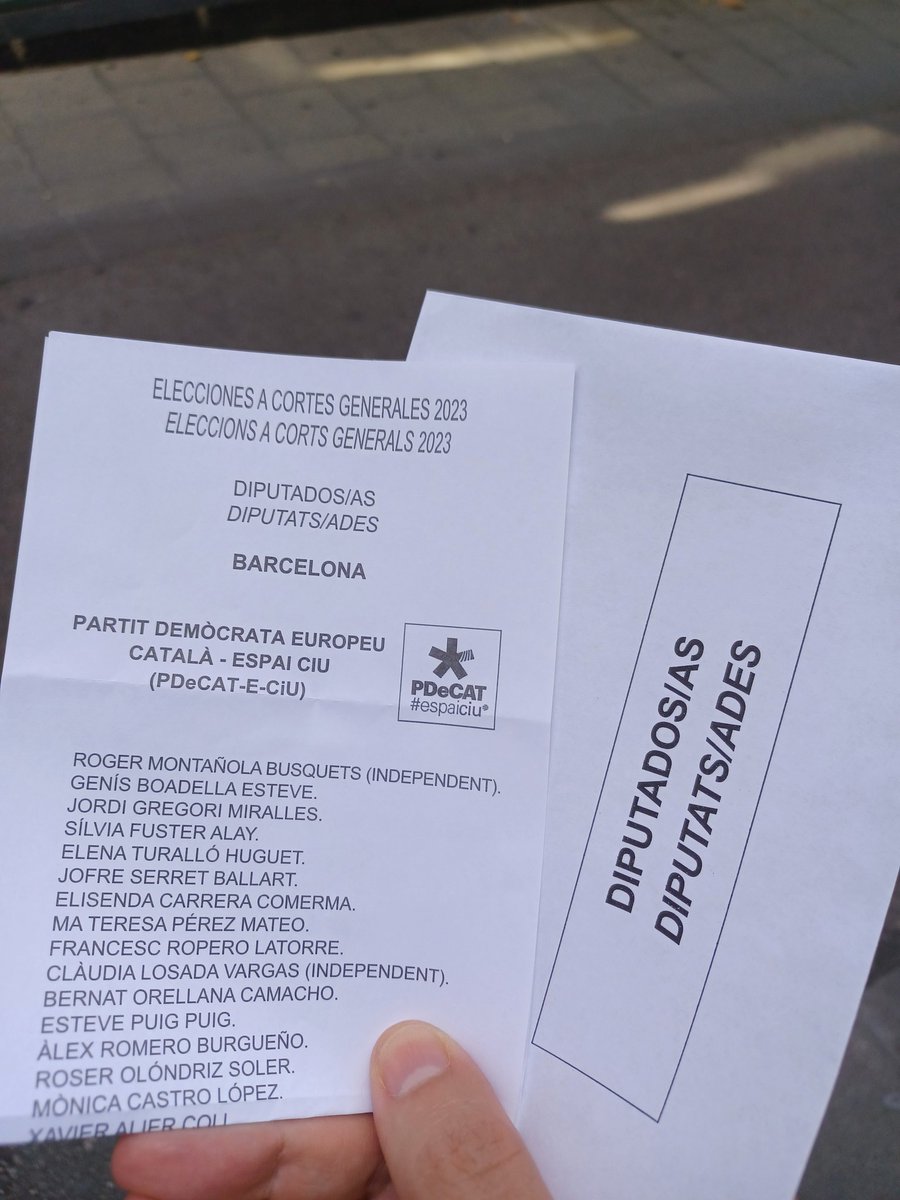 ELECCIONES A CORTES GENERALES 2023
ELECCIONS A CORTS GENERALS 2023
DIPUTADOS/AS
DIPUTATS/ADES
BARCELONA
PARTIT DEMÒCRATA EUROPEU
CATALÀ - ESPAI CIU
(PDeCAT-E-CiU)
PDeCAT
#espaiciu®
ROGER MONTAÑOLA BUSQUETS (INDEPENDENT).
GENÍS BOADELLA ESTEVE.
JORDI GREGORI MIRALLES.
SÍLVIA FUSTER ALAY.
ELENA TURALLÓ HUGUET.
JOFRE SERRET BALLART.
ELISENDA CARRERA COMERMA.
MA TERESA PÉREZ MATEO.
FRANCESC ROPERO LATORRE.
CLÀUDIA LOSADA VARGAS (INDEPENDENT).
BERNAT ORELLANA CAMACHO.
ESTEVE PUIG PUIG.
ÀLEX ROMERO BURGUEÑO.
ROSER OLÓNDRIZ SOLER.
MÒNICA CASTRO LÓPEZ.
XAVIER ALIER COLL
DIPUTADOS/AS
DIPUTATS/ADES